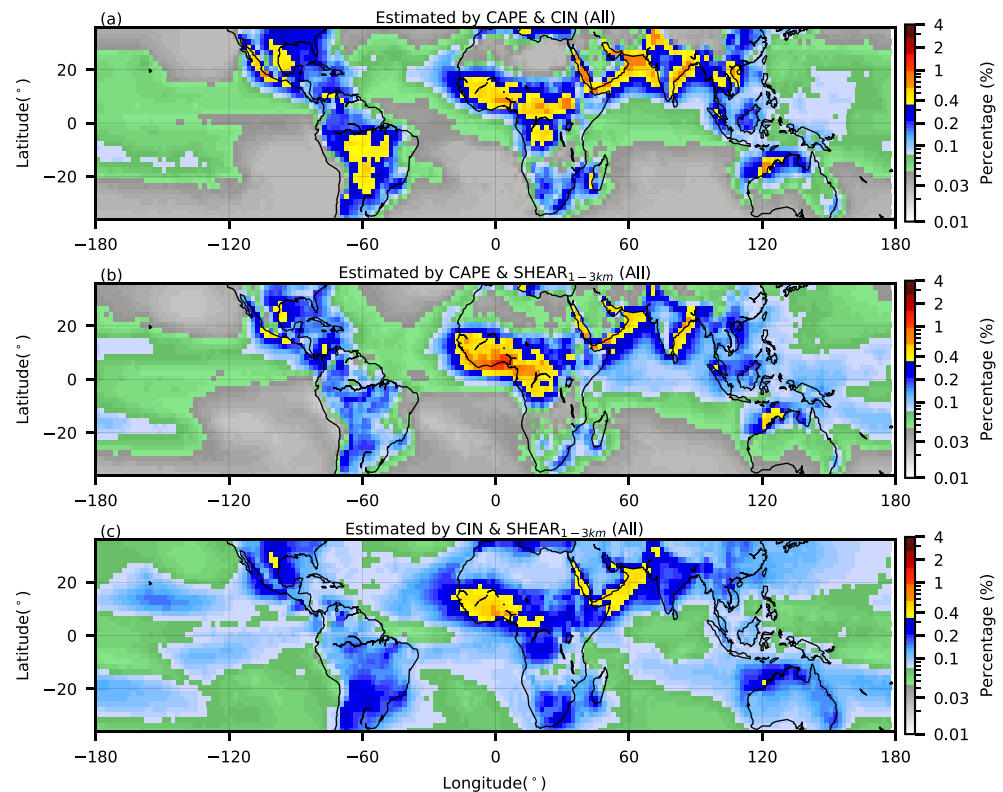 (a) Estimated by CAPE & CIN (All)
Latitude(°)
20
0
−20
−180 −120 −60 0 60 120 180
4
2
1
0.4
0.2
0.1
0.03
0.01
Percentage (%)
(b) Estimated by CAPE & SHEAR1−3km (All)
Latitude(°)
20
0
−20
−180 −120 −60 0 60 120 180
4
2
1
0.4
0.2
0.1
0.03
0.01
Percentage (%)
(c) Estimated by CIN & SHEAR1−3km (All)
Latitude(°)
20
0
−20
−180 −120 −60 0 60 120 180
Longitude(°)
4
2
1
0.4
0.2
0.1
0.03
0.01
Percentage (%)